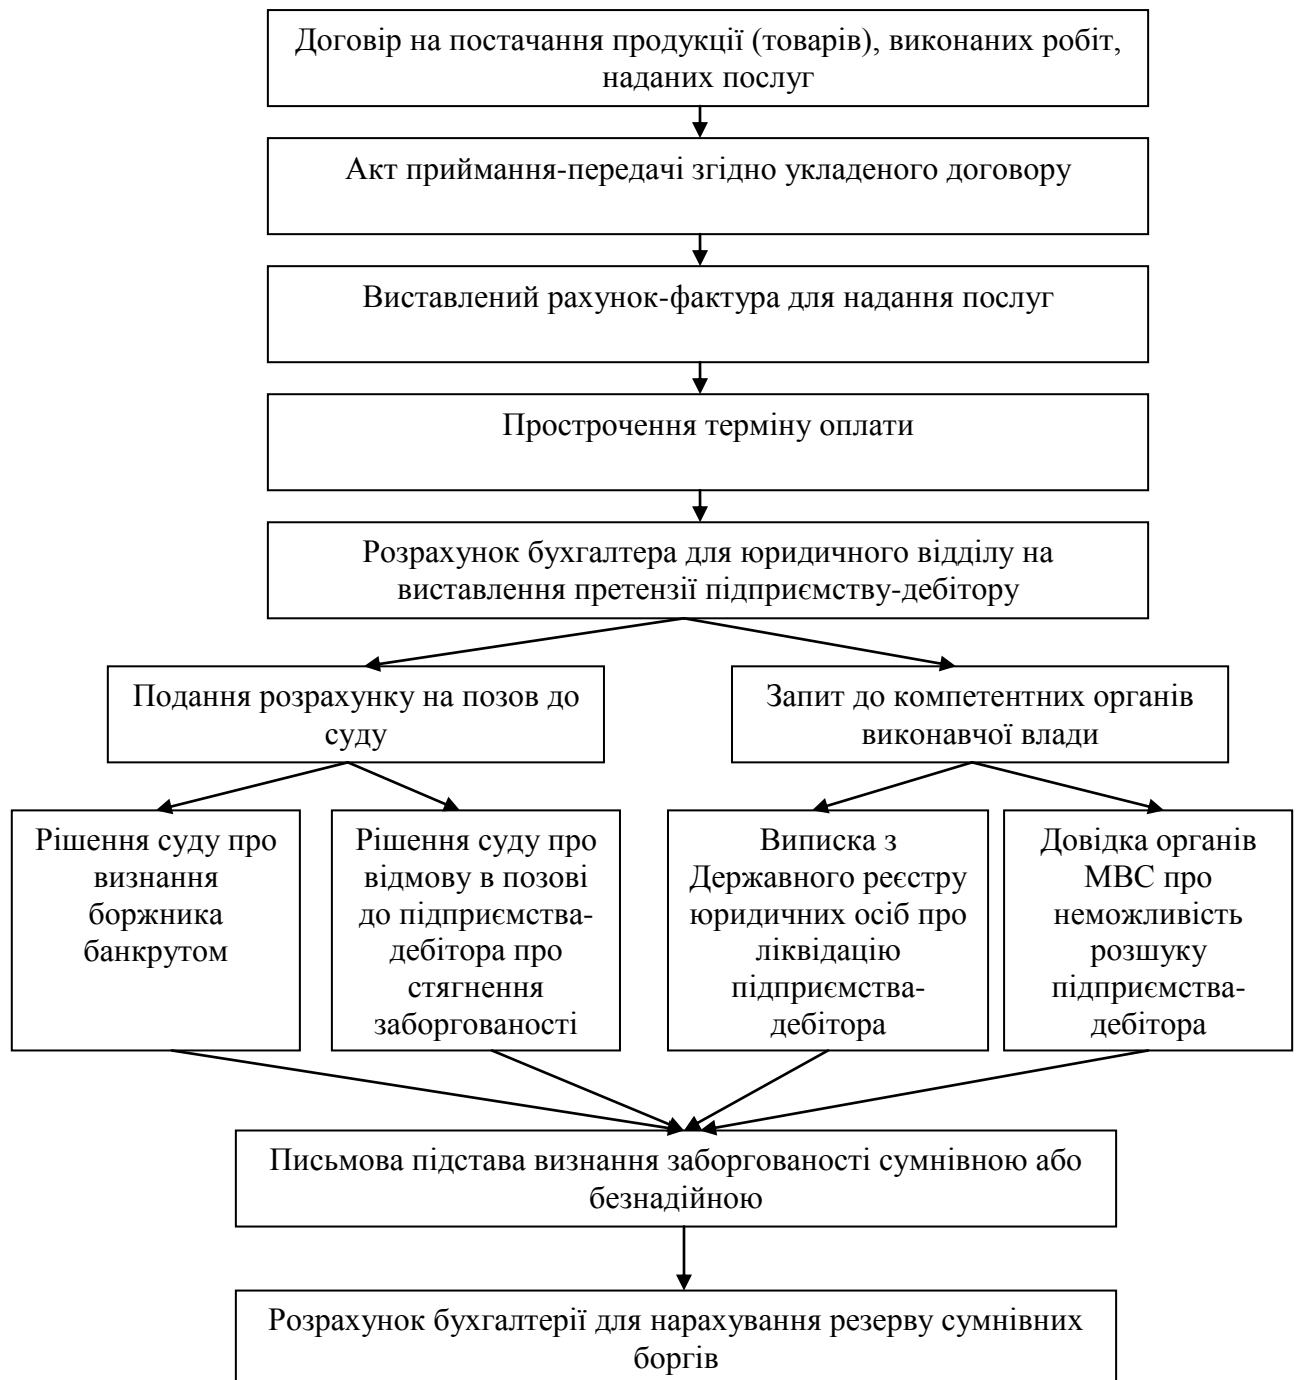 Договір на постачання продукції (товарів), виконаних робіт,
наданих послуг
Акт приймання-передачі згідно укладеного договору
Виставлений рахунок-фактура для надання послуг
Прострочення терміну оплати
Розрахунок бухгалтера для юридичного відділу на
виставлення претензії підприємству-дебітору
Подання розрахунку на позов до
суду
Запит до компетентних органів
виконавчої влади
Рішення суду про
визнання
боржника
банкрутом
Рішення суду про
відмову в позові
до підприємства-
дебітора про
стягнення
заборгованості
Виписка з
Державного реєстру
юридичних осіб про
ліквідацію
підприємства-
дебітора
Довідка органів
МВС про
неможливість
розшуку
підприємства-
дебітора
Письмова підстава визнання заборгованості сумнівною або
безнадійною
Розрахунок бухгалтерії для нарахування резерву сумнівних
боргів